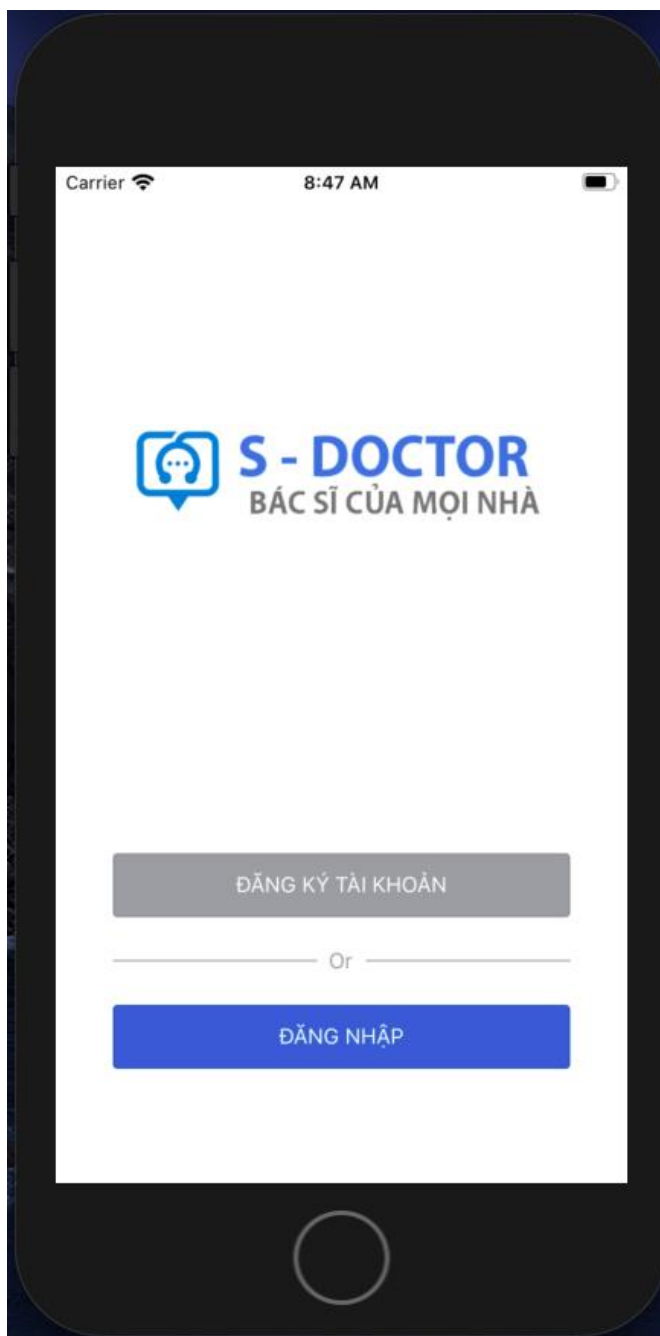 Carrier 8:47 AM
S - DOCTOR
BÁC SĨ CỦA MỌI NHÀ
ĐĂNG KÝ TÀI KHOẢN
Or
ĐĂNG NHẬP